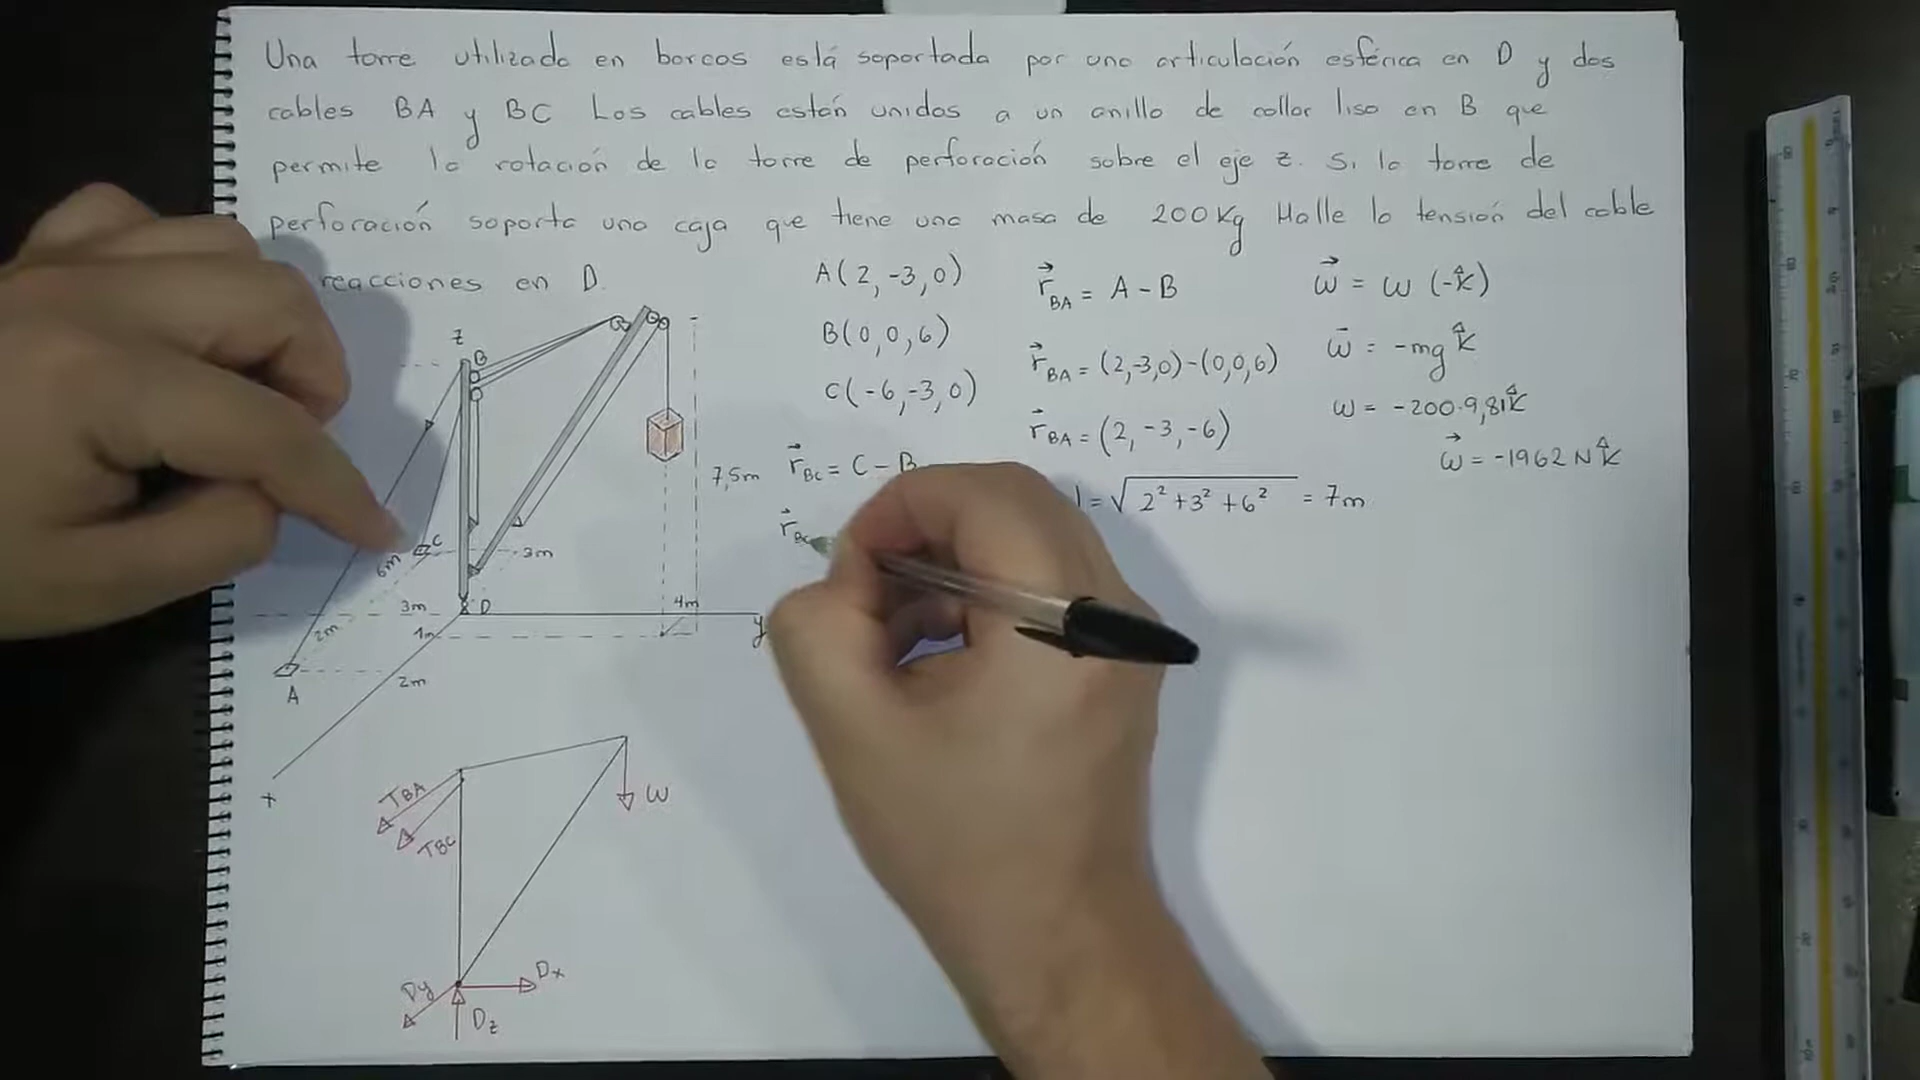 Una torre utilizada en barcos está soportada por una articulación esférica en D y dos
cables BA y BC Los cables están unidos a un anillo de collar liso en B que
permite la rotación de la torre de perforación sobre el eje z. Si la torre de
perforación soporta una caja que tiene una masa de 200 Kg Halle la tensión del cable
reacciones en D.
A(2,-3,0)
B(0,0,6)
C(-6,-3,0)
r⃗BC = C - B
r⃗BC
r⃗BA = A - B
r⃗BA = (2,-3,0)-(0,0,6)
r⃗BA = (2,-3,-6)
| = √(2² +3² +6²) = 7m
w⃗ = w (-k̂)
w⃗ = -mg k̂
w = -200·9,81k̂
w⃗ = -1962 N k̂
z
B
7,5m
C
6m
3m
3m
D
4m
y
2m
1m
A
2m
x
TBA
TBC
w
Dx
Dy
Dz